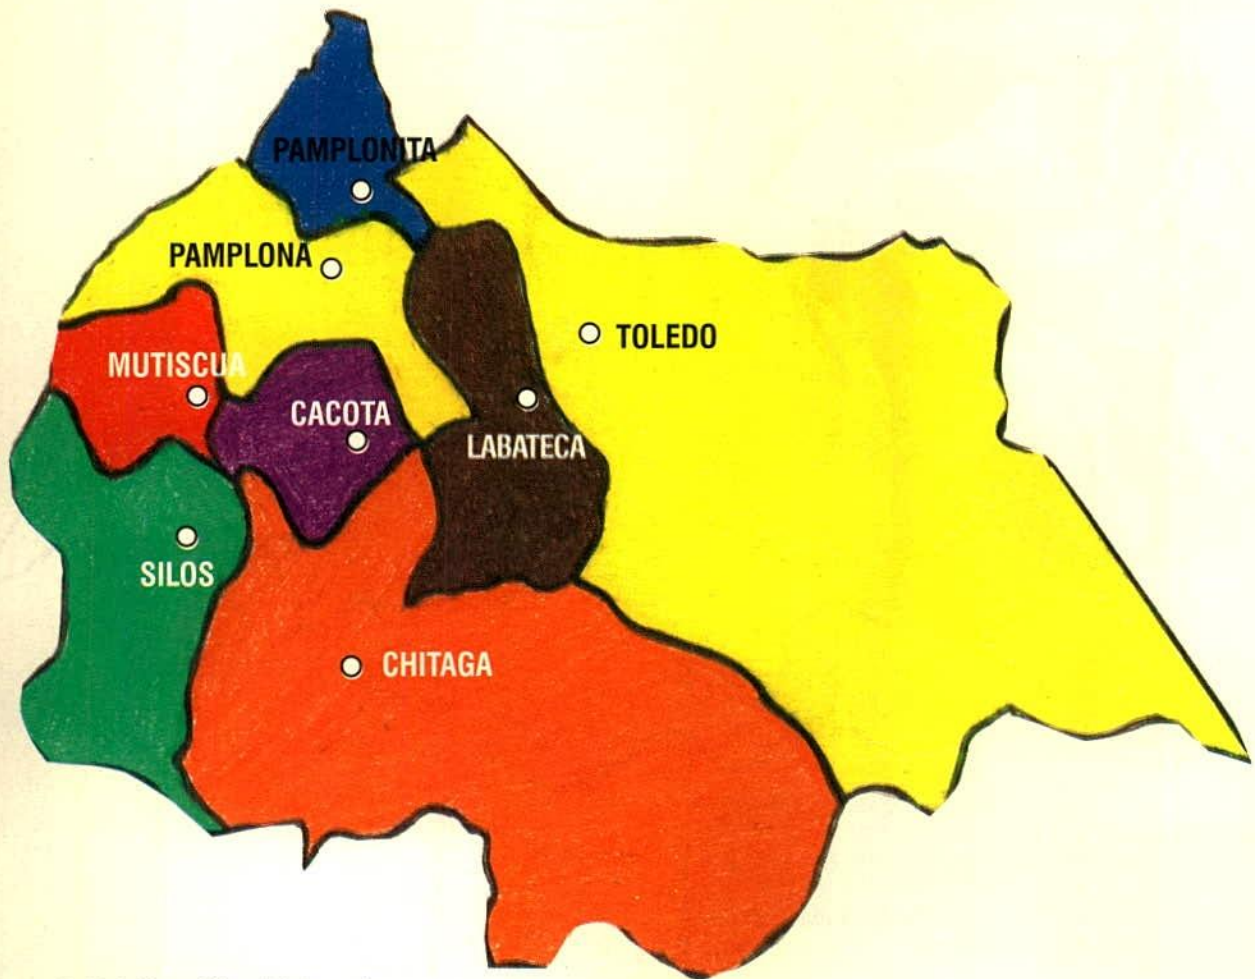 PAMPLONITA
PAMPLONA
TOLEDO
MUTISCUA
CACOTA
LABATECA
SILOS
CHITAGA